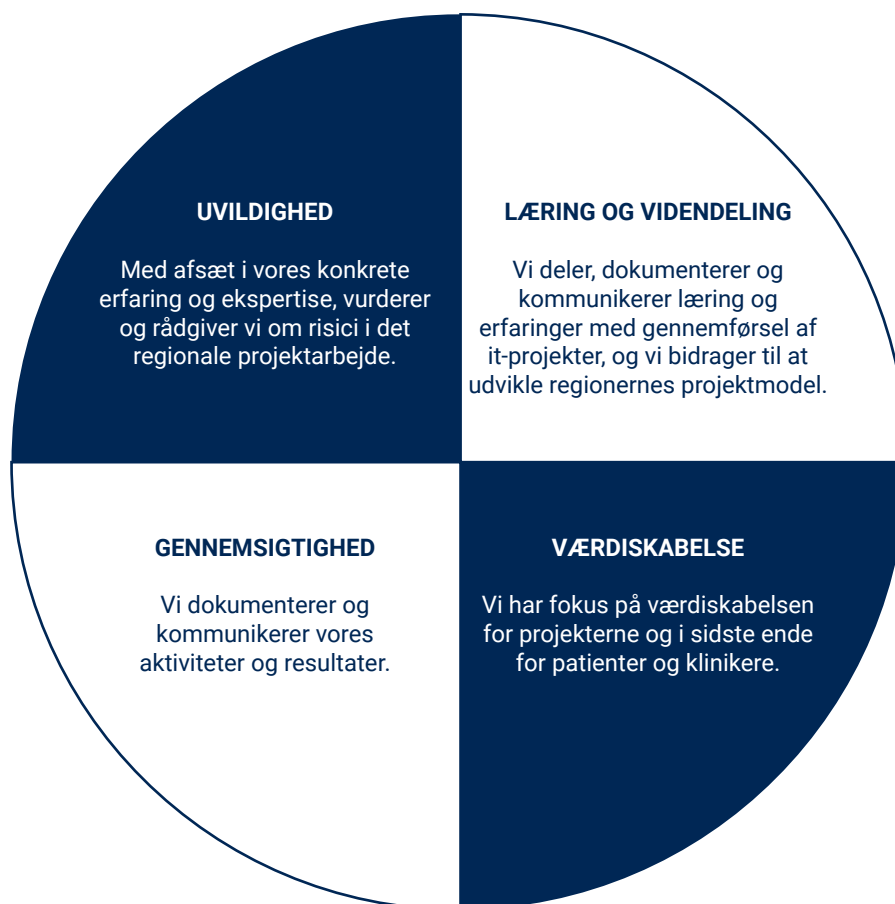 UVILDIGHED
Med afsæt i vores konkrete
erfaring og ekspertise, vurderer
og rådgiver vi om risici i det
regionale projektarbejde.
LÆRING OG VIDENDELING
Vi deler, dokumenterer og
kommunikerer læring og
erfaringer med gennemførsel af
it-projekter, og vi bidrager til at
udvikle regionernes projektmodel.
GENNEMSIGTIGHED
Vi dokumenterer og
kommunikerer vores
aktiviteter og resultater.
VÆRDISKABELSE
Vi har fokus på værdiskabelsen
for projekterne og i sidste ende
for patienter og klinikere.